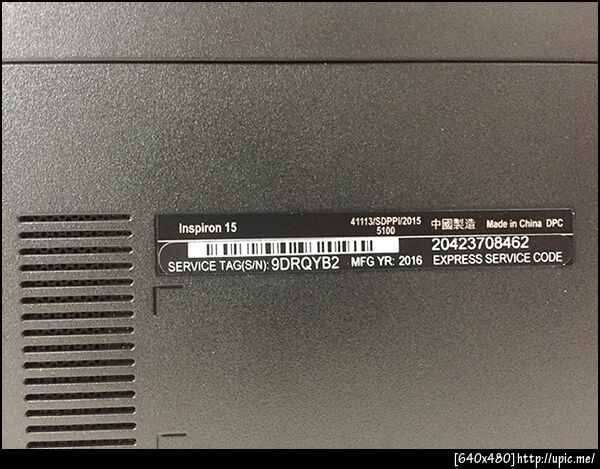 Inspiron 15 41113/SDPPI/2015 中國製造 Made in China DPC
5100
20423708462
SERVICE TAG(S/N): 9DRQYB2 MFG YR: 2016 EXPRESS SERVICE CODE
[640x480]http://upic.me/